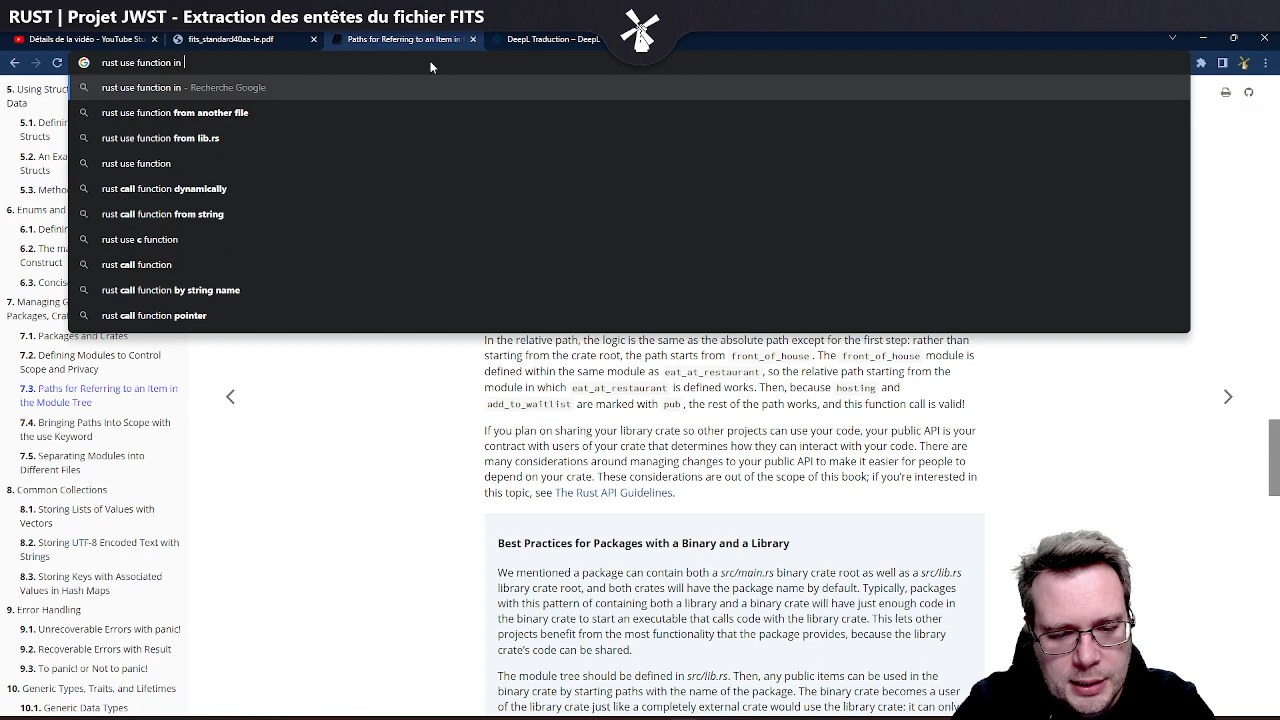 RUST | Projet JWST - Extraction des entêtes du fichier FITS
Détails de la vidéo - YouTube Stu
fits_standard40aa-le.pdf
Paths for Referring to an Item in
DeepL Traduction – DeepL
rust use function in
rust use function in - Recherche Google
rust use function from another file
rust use function from lib.rs
rust use function
rust call function dynamically
rust call function from string
rust use c function
rust call function
rust call function by string name
rust call function pointer
5. Using Struc
Data
5.1. Definin
Structs
5.2. An Exa
Structs
5.3. Metho
6. Enums and
6.1. Definin
6.2. The ma
Construct
6.3. Concis
7. Managing G
Packages, Crat
7.1. Packages and Crates
7.2. Defining Modules to Control
Scope and Privacy
7.3. Paths for Referring to an Item in
the Module Tree
7.4. Bringing Paths Into Scope with
the use Keyword
7.5. Separating Modules into
Different Files
8. Common Collections
8.1. Storing Lists of Values with
Vectors
8.2. Storing UTF-8 Encoded Text with
Strings
8.3. Storing Keys with Associated
Values in Hash Maps
9. Error Handling
9.1. Unrecoverable Errors with panic!
9.2. Recoverable Errors with Result
9.3. To panic! or Not to panic!
10. Generic Types, Traits, and Lifetimes
10.1. Generic Data Types
In the relative path, the logic is the same as the absolute path except for the first step: rather than
starting from the crate root, the path starts from front_of_house. The front_of_house module is
defined within the same module as eat_at_restaurant, so the relative path starting from the
module in which eat_at_restaurant is defined works. Then, because hosting and
add_to_waitlist are marked with pub, the rest of the path works, and this function call is valid!
If you plan on sharing your library crate so other projects can use your code, your public API is your
contract with users of your crate that determines how they can interact with your code. There are
many considerations around managing changes to your public API to make it easier for people to
depend on your crate. These considerations are out of the scope of this book; if you're interested in
this topic, see The Rust API Guidelines.
Best Practices for Packages with a Binary and a Library
We mentioned a package can contain both a src/main.rs binary crate root as well as a src/lib.rs
library crate root, and both crates will have the package name by default. Typically, packages
with this pattern of containing both a library and a binary crate will have just enough code in
the binary crate to start an executable that calls code with the library crate. This lets other
projects benefit from the most functionality that the package provides, because the library
crate's code can be shared.
The module tree should be defined in src/lib.rs. Then, any public items can be used in the
binary crate by starting paths with the name of the package. The binary crate becomes a user
of the library crate just like a completely external crate would use the library crate: it can only